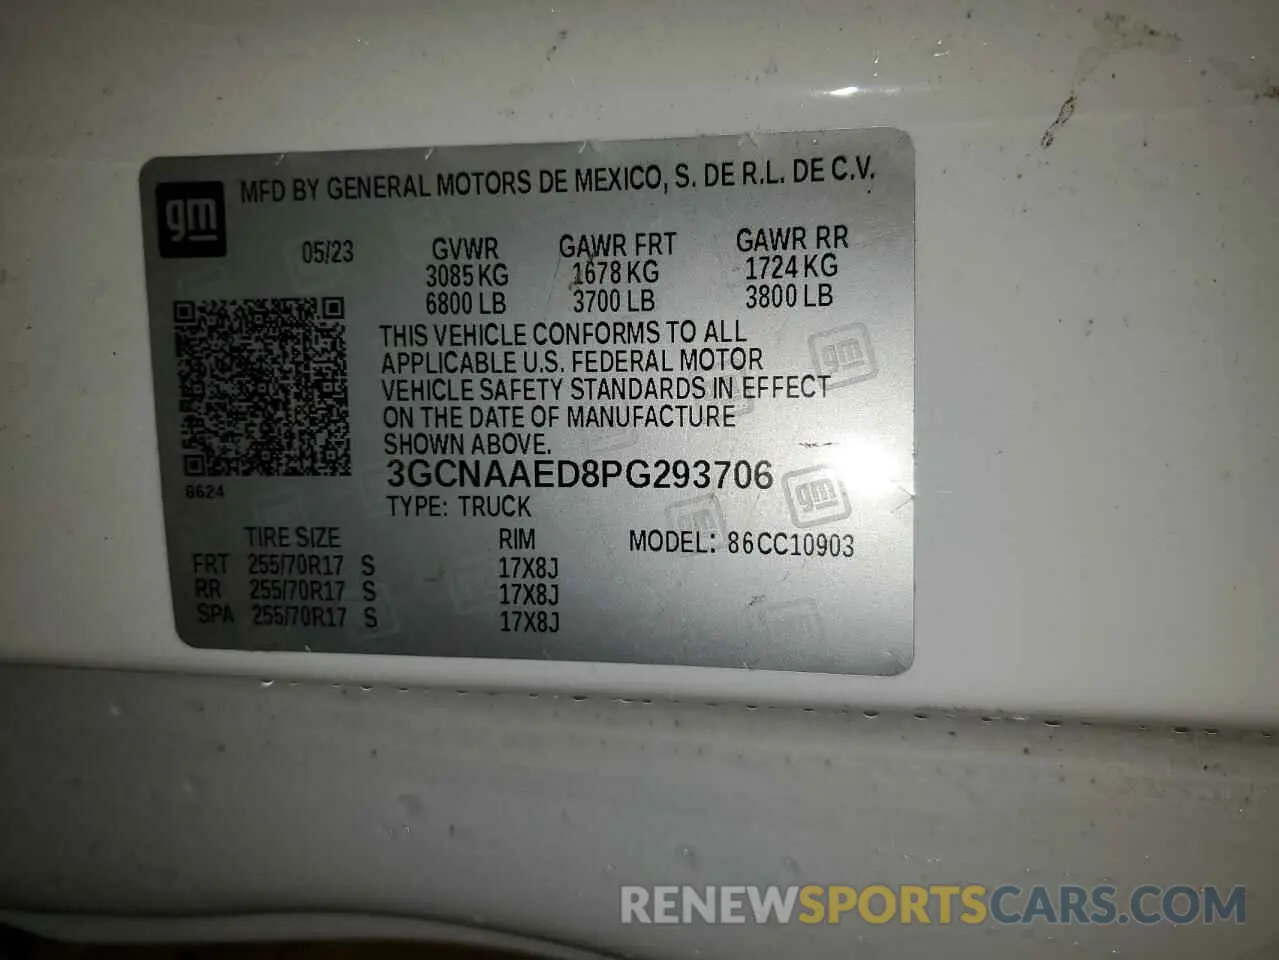 gm MFD BY GENERAL MOTORS DE MEXICO, S. DE R.L. DE C.V.
05/23 GVWR GAWR FRT GAWR RR
3085 KG 1678 KG 1724 KG
6800 LB 3700 LB 3800 LB
THIS VEHICLE CONFORMS TO ALL
APPLICABLE U.S. FEDERAL MOTOR
VEHICLE SAFETY STANDARDS IN EFFECT
ON THE DATE OF MANUFACTURE
SHOWN ABOVE.
3GCNAAED8PG293706
8624
TYPE: TRUCK
TIRE SIZE RIM MODEL: 86CC10903
FRT 255/70R17 S 17X8J
RR 255/70R17 S 17X8J
SPA 255/70R17 S 17X8J
gm
gm
gm
RENEWSPORTSCARS.COM